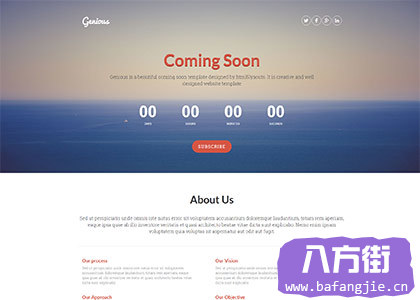 Genious
Coming Soon
Genious is a beautiful coming soon template designed by
It is creative and well
designed website template
00 00 00 00
DAYS HOURS MINUTES SECONDS
SUBSCRIBE
About Us
Sed ut perspiciatis unde omnis iste natus error sit voluptatem accusantium doloremque laudantium, totam rem aperiam,
eaque ipsa quae ab illo inventore veritatis et quasi architecto beatae vitae dicta sunt explicabo. Nemo enim ipsam
voluptatem quia voluptas sit aspernatur aut odit aut fugit
Our process
Our Vision
Our Approach
Our Objective
八方街
www.bafangjie.cn